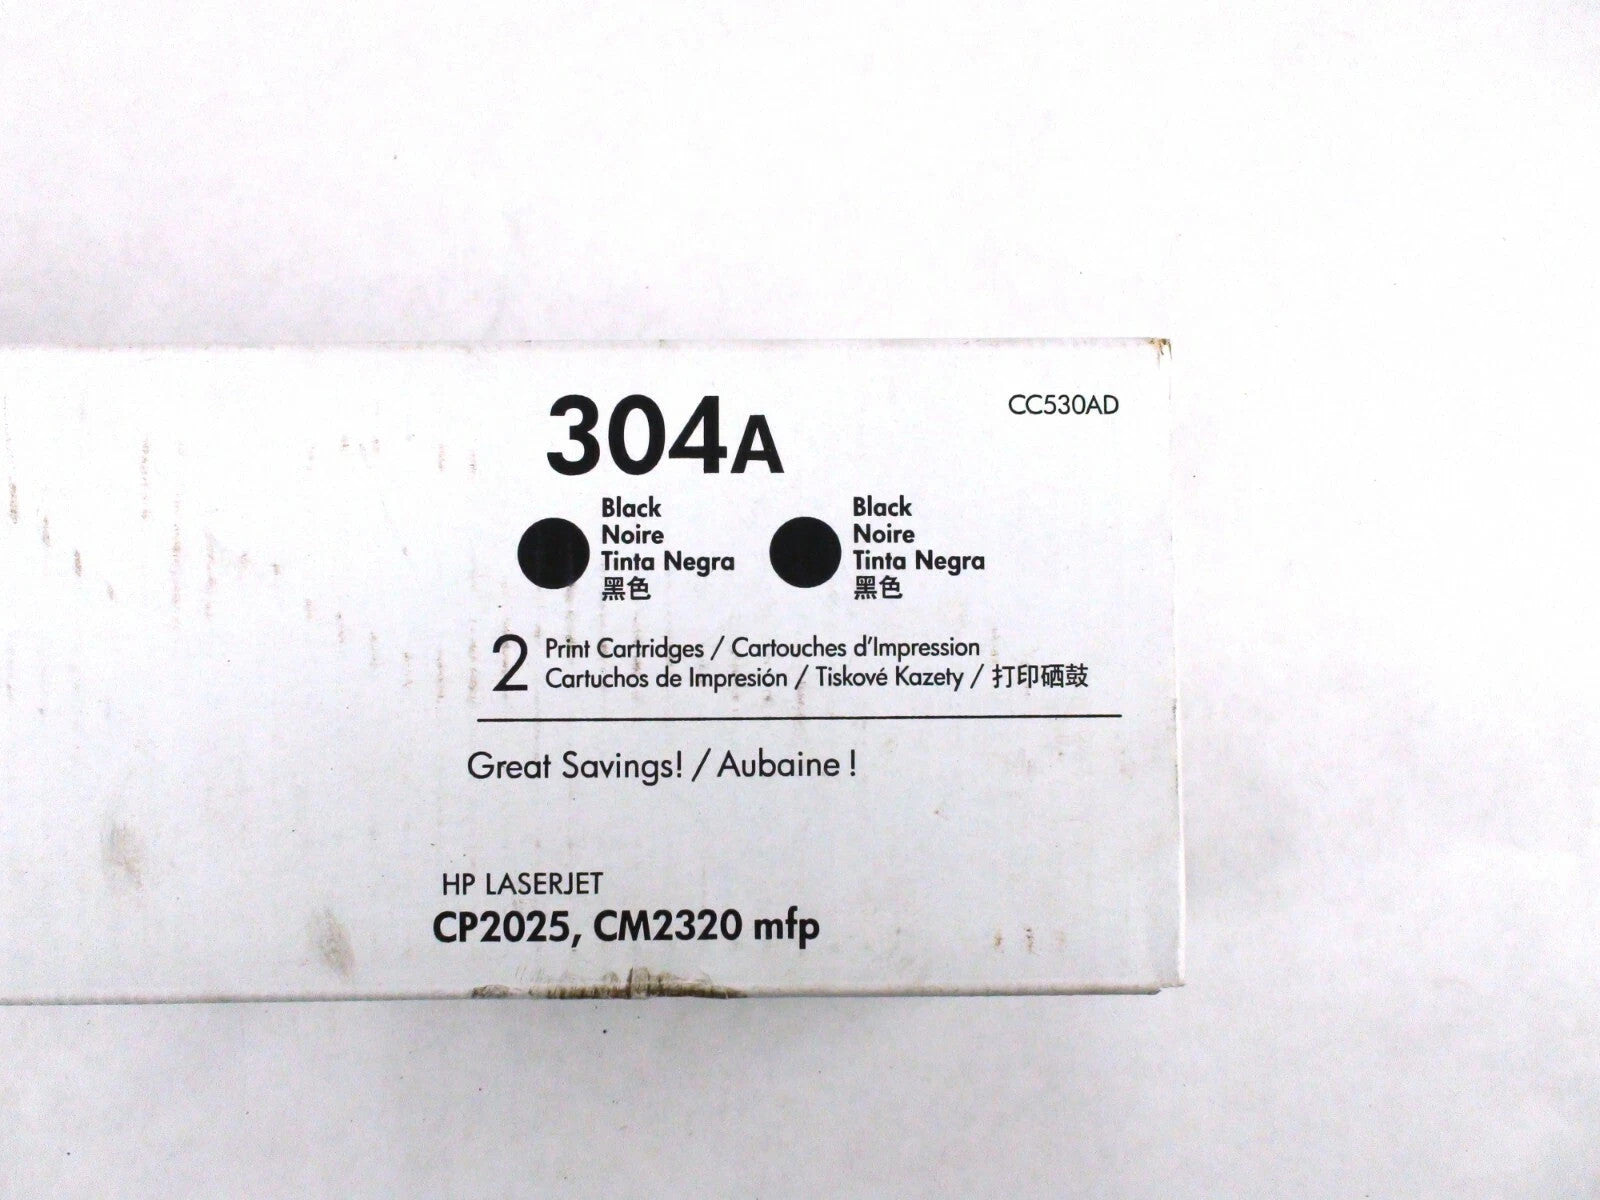 304A
CC530AD
Black
Noire
Tinta Negra
黑色
Black
Noire
Tinta Negra
黑色
2 Print Cartridges / Cartouches d'Impression
Cartuchos de Impresión / Tiskové Kazety / 打印硒鼓
Great Savings! / Aubaine !
HP LASERJET
CP2025, CM2320 mfp